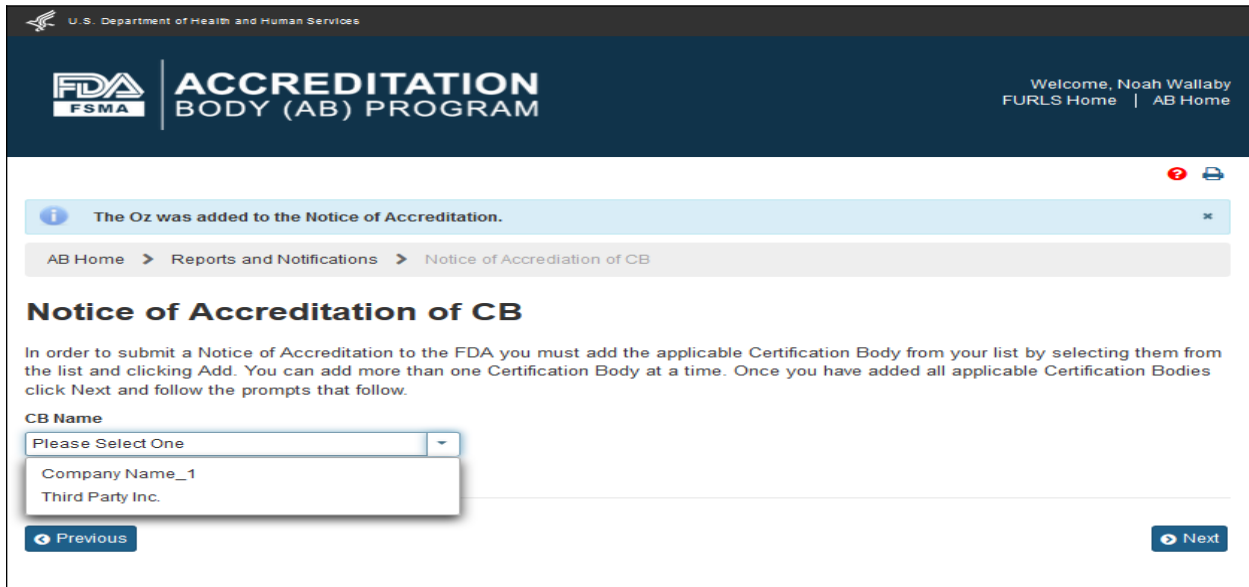 U.S. Department of Health and Human Services
FDA
FSMA
ACCREDITATION
BODY (AB) PROGRAM
Welcome, Noah Wallaby
FURLS Home | AB Home
The Oz was added to the Notice of Accreditation.
AB Home > Reports and Notifications > Notice of Accrediation of CB
Notice of Accreditation of CB
In order to submit a Notice of Accreditation to the FDA you must add the applicable Certification Body from your list by selecting them from
the list and clicking Add. You can add more than one Certification Body at a time. Once you have added all applicable Certification Bodies
click Next and follow the prompts that follow.
CB Name
Please Select One
Company Name_1
Third Party Inc.
Previous
Next